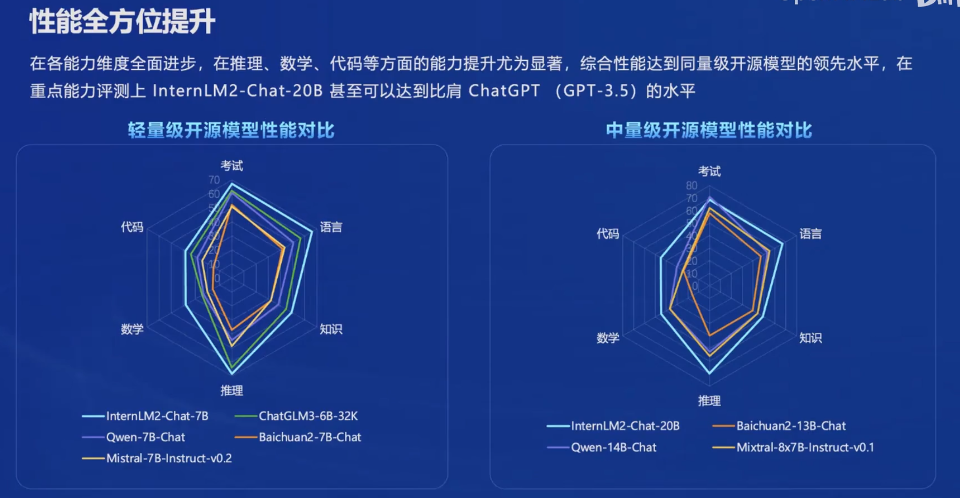 性能全方位提升
在各能力维度全面进步，在推理、数学、代码等方面的能力提升尤为显著，综合性能达到同量级开源模型的领先水平，在
重点能力评测上 InternLM2-Chat-20B 甚至可以达到比肩 ChatGPT （GPT-3.5）的水平
轻量级开源模型性能对比
考试
70
60
代码
语言
0
数学
知识
推理
InternLM2-Chat-7B
ChatGLM3-6B-32K
Qwen-7B-Chat
Baichuan2-7B-Chat
Mistral-7B-Instruct-v0.2
中量级开源模型性能对比
考试
80
70
60
代码
语言
20
10
0
数学
知识
推理
InternLM2-Chat-20B
Baichuan2-13B-Chat
Qwen-14B-Chat
Mixtral-8x7B-Instruct-v0.1